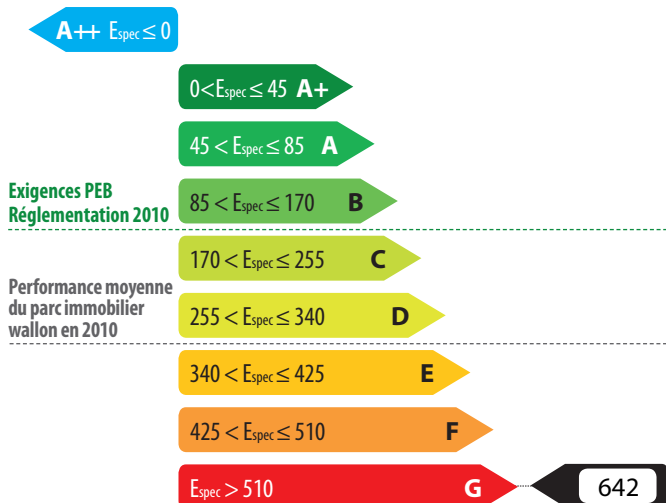 A++ Espec ≤ 0
0 < Espec ≤ 45 A+
45 < Espec ≤ 85 A
Exigences PEB
Réglementation 2010
85 < Espec ≤ 170 B
170 < Espec ≤ 255 C
Performance moyenne
du parc immobilier
wallon en 2010
255 < Espec ≤ 340 D
340 < Espec ≤ 425 E
425 < Espec ≤ 510 F
Espec > 510 G
642